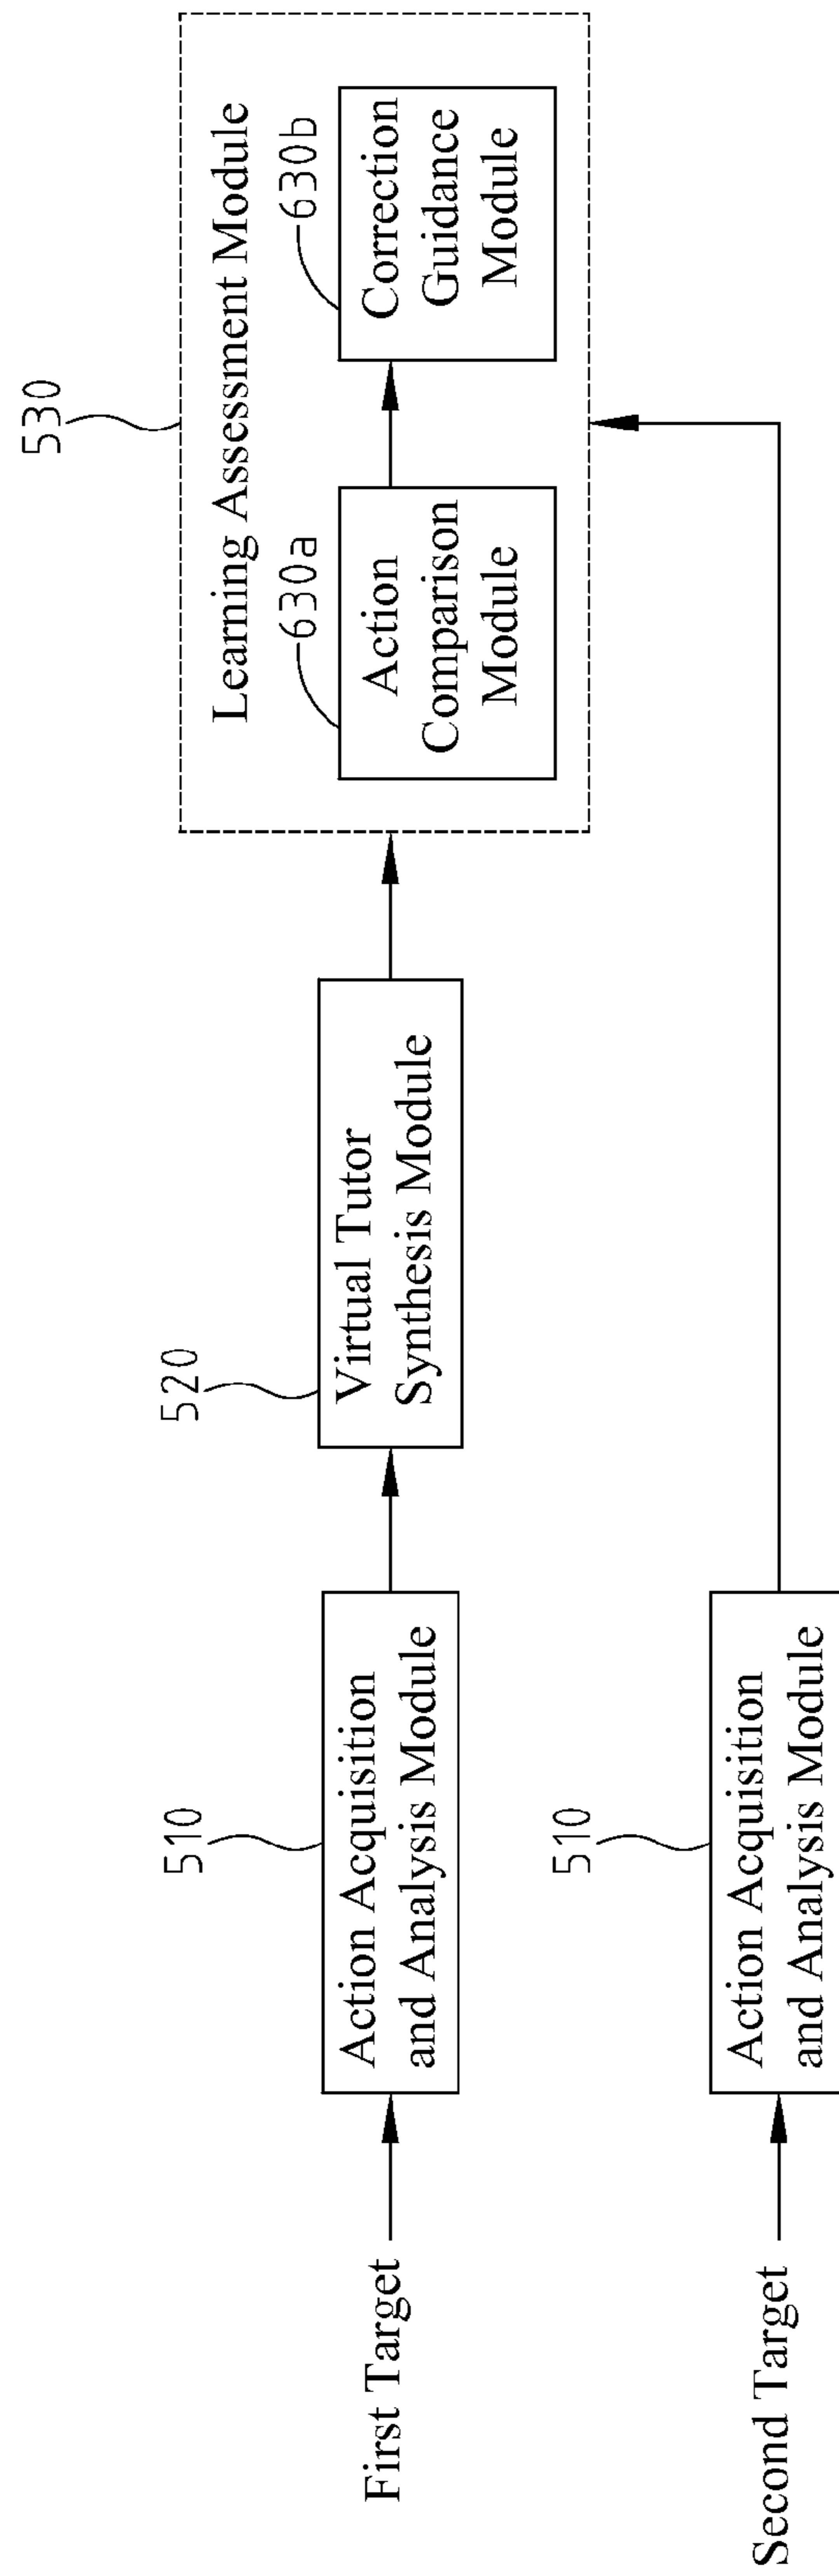 530
Learning Assessment Module
630a
630b
Action
Comparison
Module
Correction
Guidance
Module
520
Virtual Tutor
Synthesis Module
510
Action Acquisition
and Analysis Module
First Target
510
Action Acquisition
and Analysis Module
Second Target